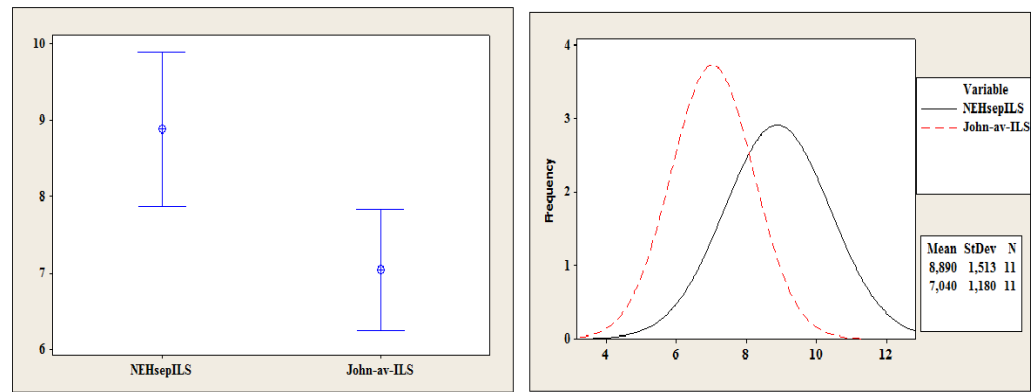 10
9
8
7
6
NEHsepILS John-av-ILS
Frequency
4
3
2
1
0
4 6 8 10 12
Variable
NEHsepILS
John-av-ILS
Mean StDev N
8,890 1,513 11
7,040 1,180 11